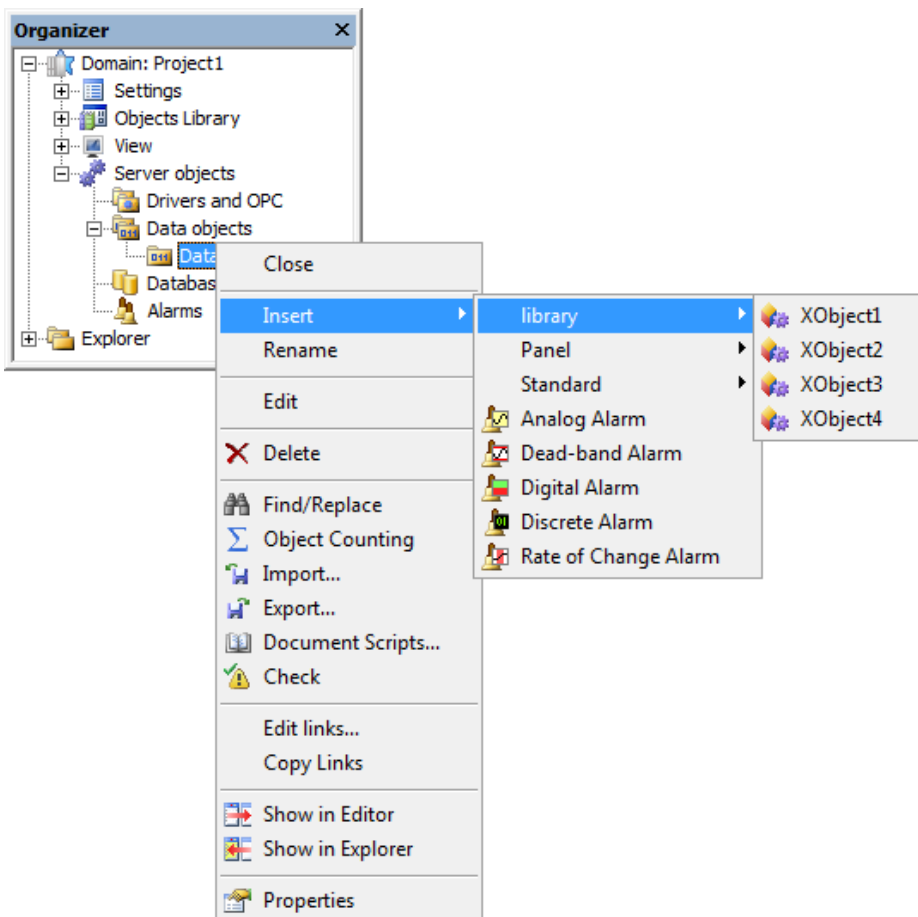 Organizer
Domain: Project1
Settings
Objects Library
View
Server objects
Drivers and OPC
Data objects
Data
Databas
Alarms
Explorer
Close
Insert
Rename
Edit
Delete
Find/Replace
Object Counting
Import...
Export...
Document Scripts...
Check
Edit links...
Copy Links
Show in Editor
Show in Explorer
Properties
library
Panel
Standard
Analog Alarm
Dead-band Alarm
Digital Alarm
Discrete Alarm
Rate of Change Alarm
XObject1
XObject2
XObject3
XObject4